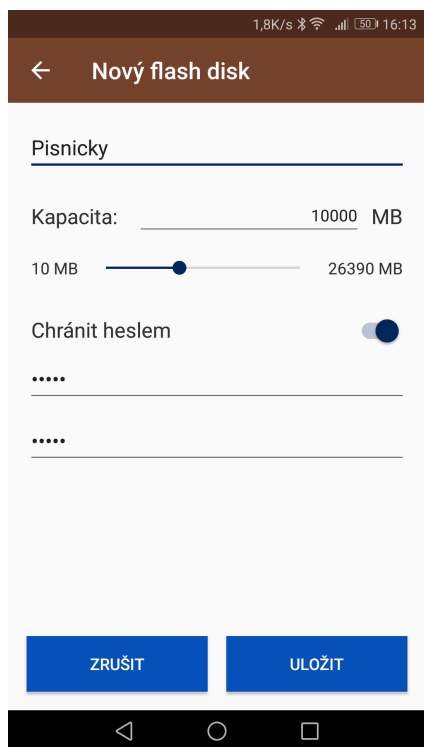 1,8K/s 50 16:13
Nový flash disk
Pisnicky
Kapacita: 10000 MB
10 MB 26390 MB
Chránit heslem
•••••
•••••
ZRUŠIT ULOŽIT